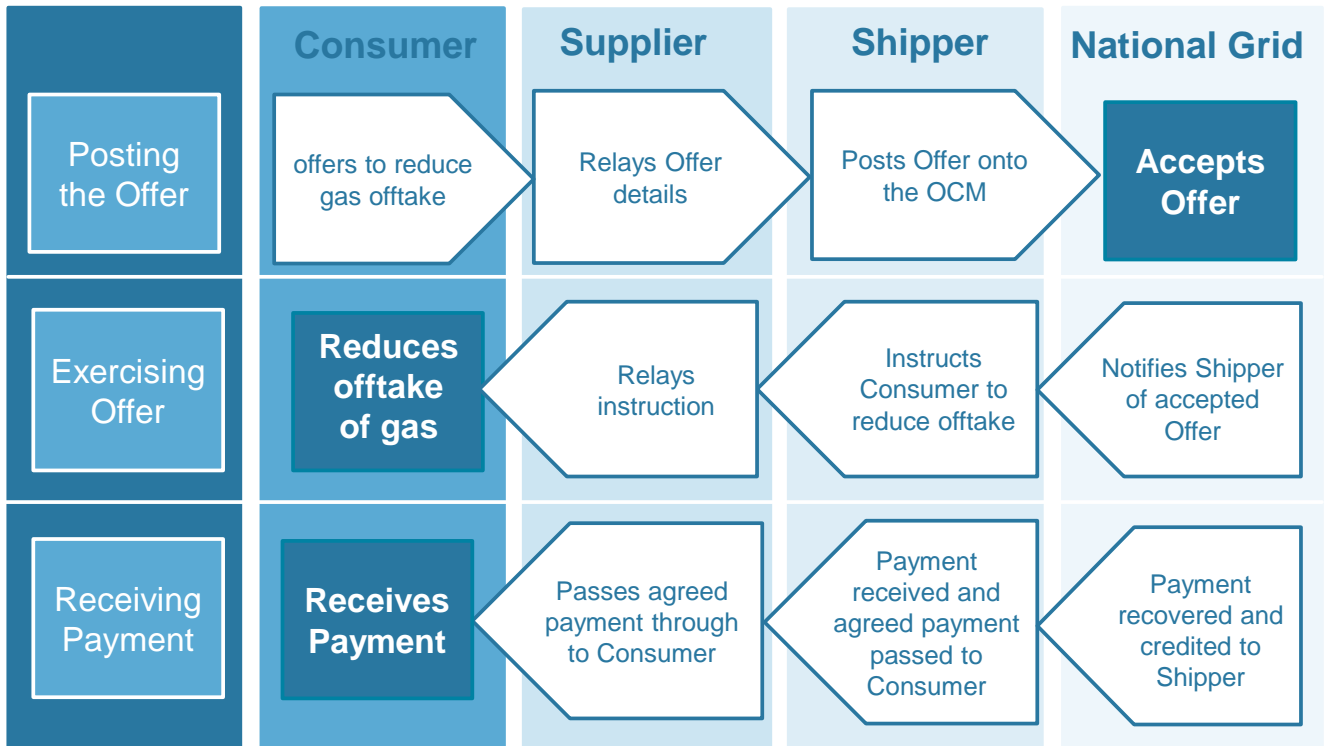 Consumer
Supplier
Shipper
National Grid
Posting
the Offer
offers to reduce
gas offtake
Relays Offer
details
Posts Offer onto
the OCM
Accepts
Offer
Exercising
Offer
Reduces
offtake
of gas
Relays
instruction
Instructs
Consumer to
reduce offtake
Notifies Shipper
of accepted
Offer
Receiving
Payment
Receives
Payment
Passes agreed
payment through
to Consumer
Payment
received and
agreed payment
passed to
Consumer
Payment
recovered and
credited to
Shipper